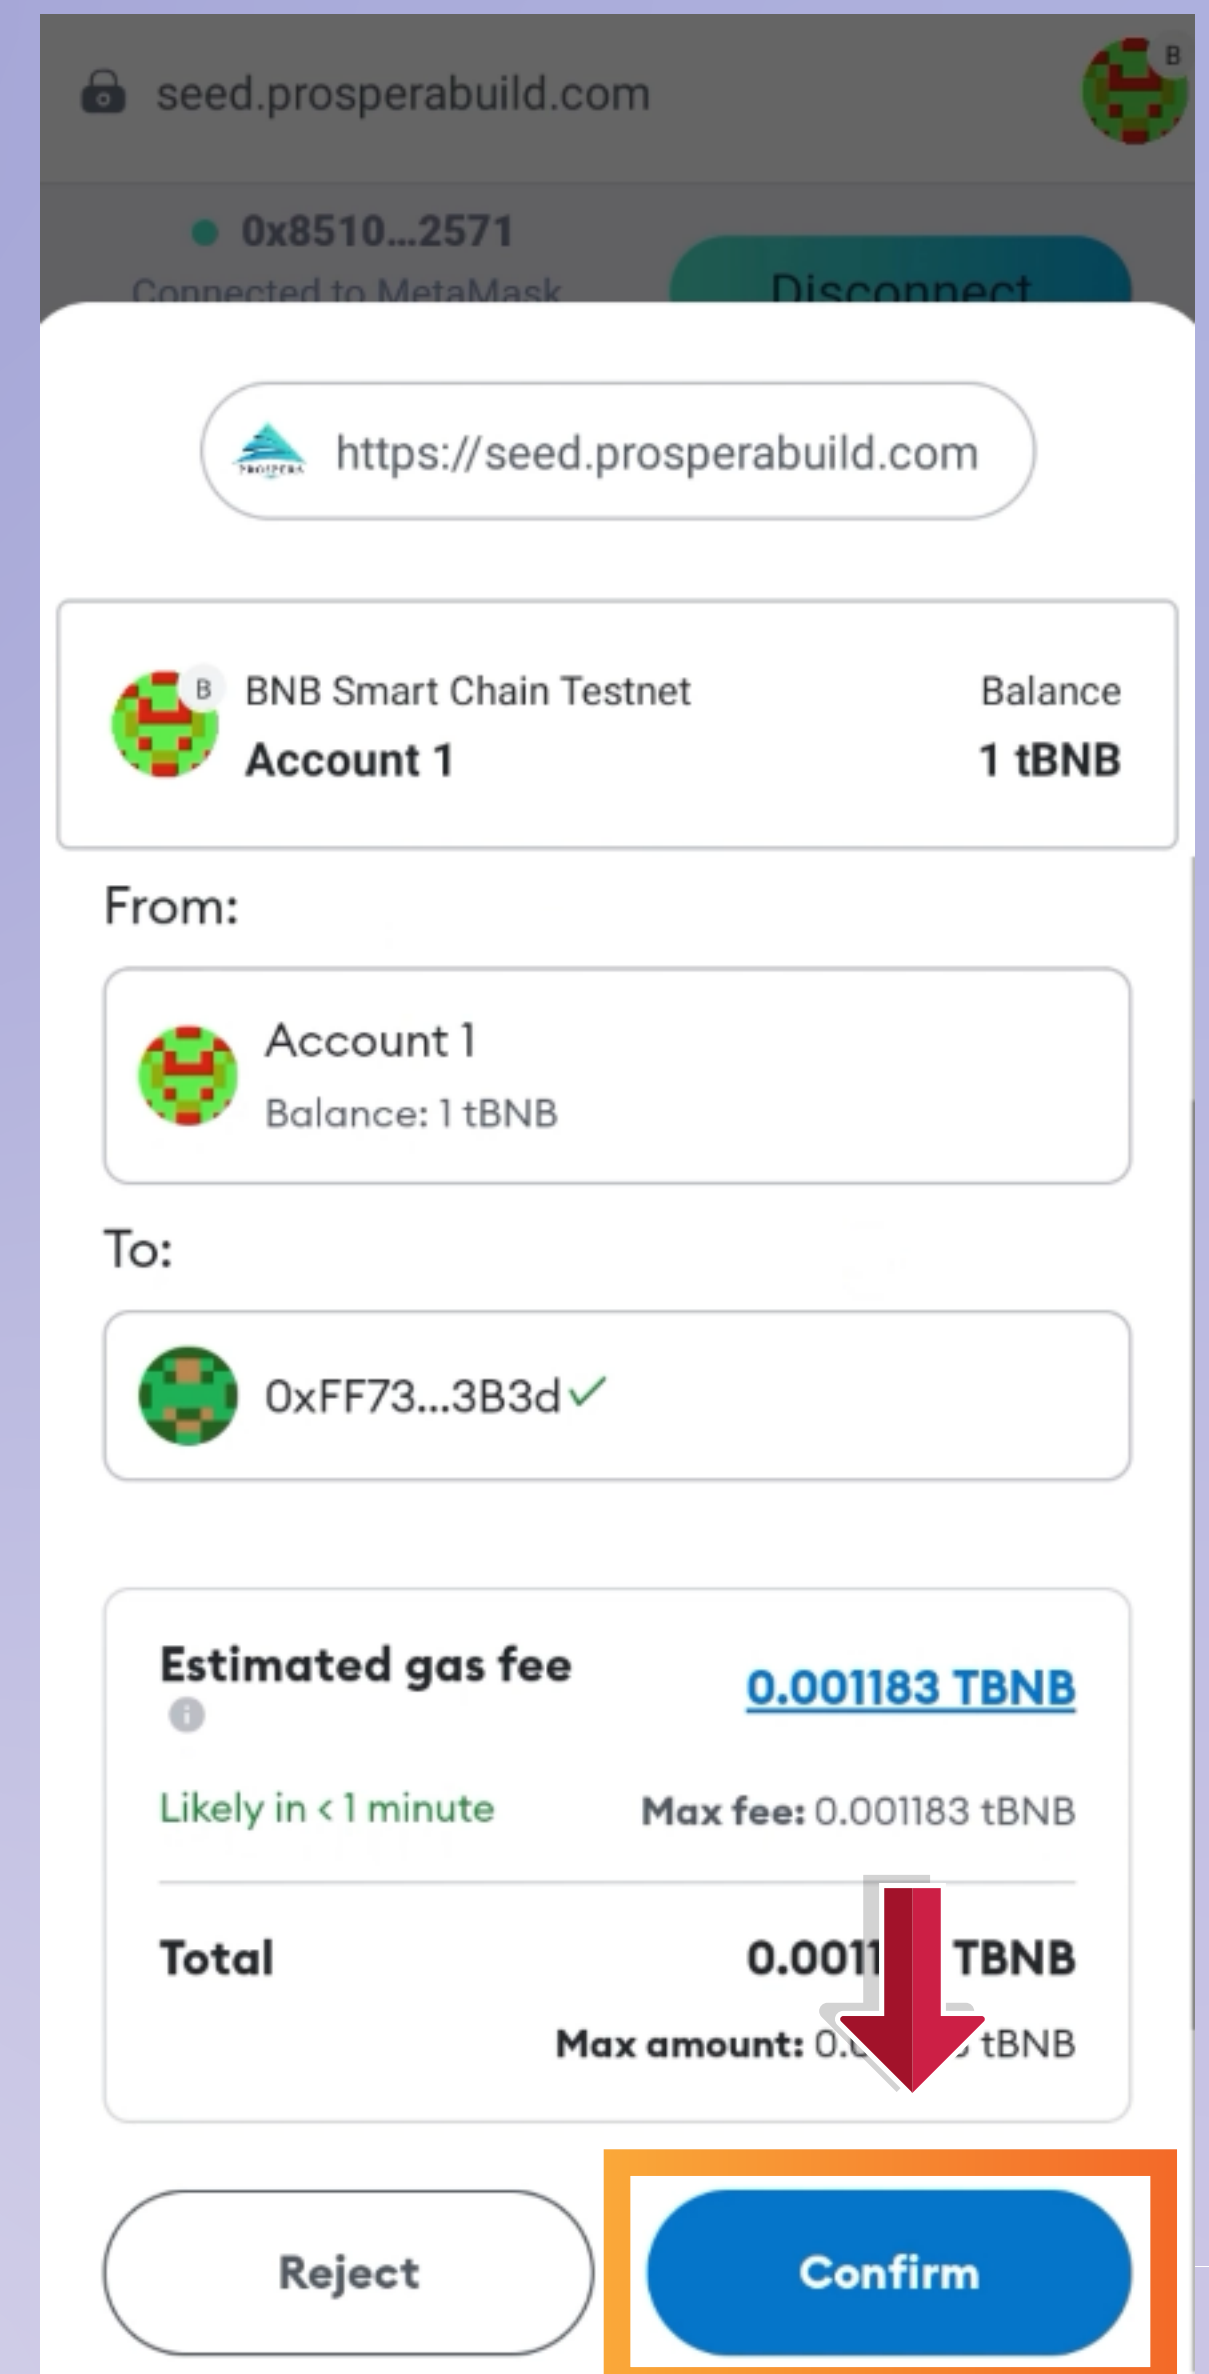 B
seed.prosperabuild.com
0x8510...2571
Connected to MetaMask
Disconnect
PROSPERA
https://seed.prosperabuild.com
B
BNB Smart Chain Testnet
Balance
Account 1
1 tBNB
From:
Account 1
Balance: 1 tBNB
To:
0xFF73...3B3d
Estimated gas fee
0.001183 TBNB
Likely in < 1 minute
Max fee: 0.001183 tBNB
Total
TBNB
Max amount:
tBNB
Reject
Confirm